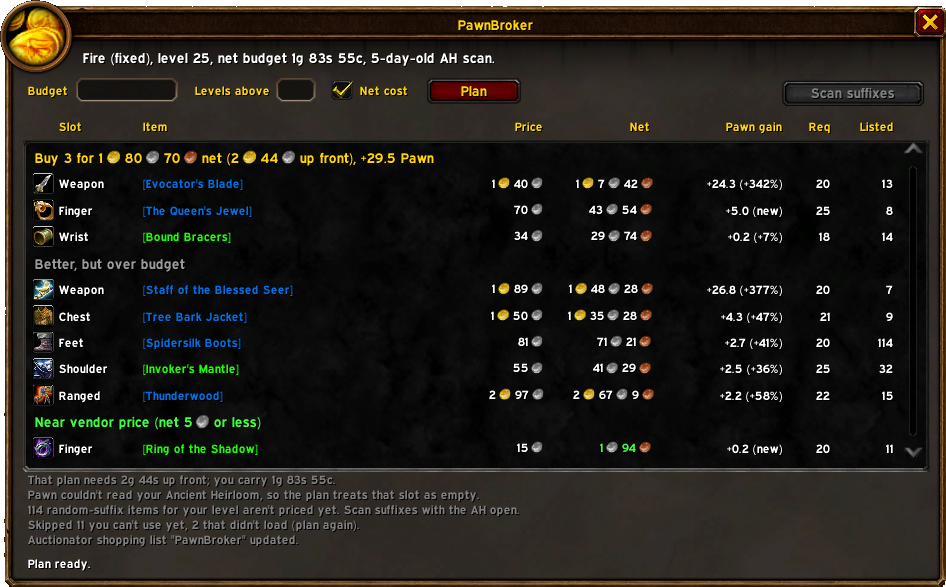 PawnBroker
Fire (fixed), level 25, net budget 1g 83s 55c, 5-day-old AH scan.
Budget Levels above Net cost Plan Scan suffixes
Slot Item Price Net Pawn gain Req Listed
Buy 3 for 1 80 70 net (2 44 up front), +29.5 Pawn
Weapon [Evocator's Blade] 1 40 1 7 42 +24.3 (+342%) 20 13
Finger [The Queen's Jewel] 70 43 54 +5.0 (new) 25 8
Wrist [Bound Bracers] 34 29 74 +0.2 (+7%) 18 14
Better, but over budget
Weapon [Staff of the Blessed Seer] 1 89 1 48 28 +26.8 (+377%) 20 7
Chest [Tree Bark Jacket] 1 50 1 35 28 +4.3 (+47%) 21 9
Feet [Spidersilk Boots] 81 71 21 +2.7 (+41%) 20 114
Shoulder [Invoker's Mantle] 55 41 29 +2.5 (+36%) 25 32
Ranged [Thunderwood] 2 97 2 67 9 +2.2 (+58%) 22 15
Near vendor price (net 5 or less)
Finger [Ring of the Shadow] 15 1 94 +0.2 (new) 20 11
That plan needs 2g 44s up front; you carry 1g 83s 55c.
Pawn couldn't read your Ancient Heirloom, so the plan treats that slot as empty.
114 random-suffix items for your level aren't priced yet. Scan suffixes with the AH open.
Skipped 11 you can't use yet, 2 that didn't load (plan again).
Auctionator shopping list "PawnBroker" updated.
Plan ready.